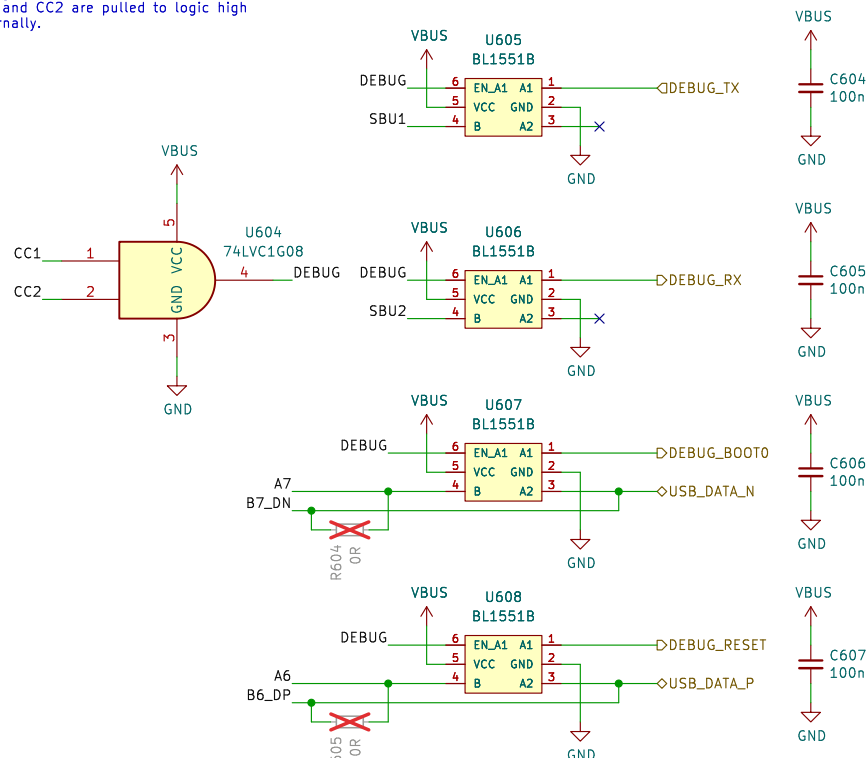 and CC2 are pulled to logic high
rnally.
VBUS
5
U604
74LVC1G08
CC1
1
VCC
4
DEBUG
CC2
2
GND
3
GND
VBUS
U605
BL1551B
DEBUG
6 EN_A1 A1 1
DEBUG_TX
5 VCC GND 2
SBU1
4 B A2 3
GND
VBUS
C604
100n
GND
VBUS
U606
BL1551B
DEBUG
6 EN_A1 A1 1
DEBUG_RX
5 VCC GND 2
SBU2
4 B A2 3
GND
VBUS
C605
100n
GND
VBUS
U607
BL1551B
DEBUG
6 EN_A1 A1 1
DEBUG_BOOT0
5 VCC GND 2
A7
4 B A2 3
USB_DATA_N
B7_DN
R604
0R
GND
VBUS
C606
100n
GND
VBUS
U608
BL1551B
DEBUG
6 EN_A1 A1 1
DEBUG_RESET
5 VCC GND 2
A6
4 B A2 3
USB_DATA_P
B6_DP
605
0R
GND
VBUS
C607
100n
GND